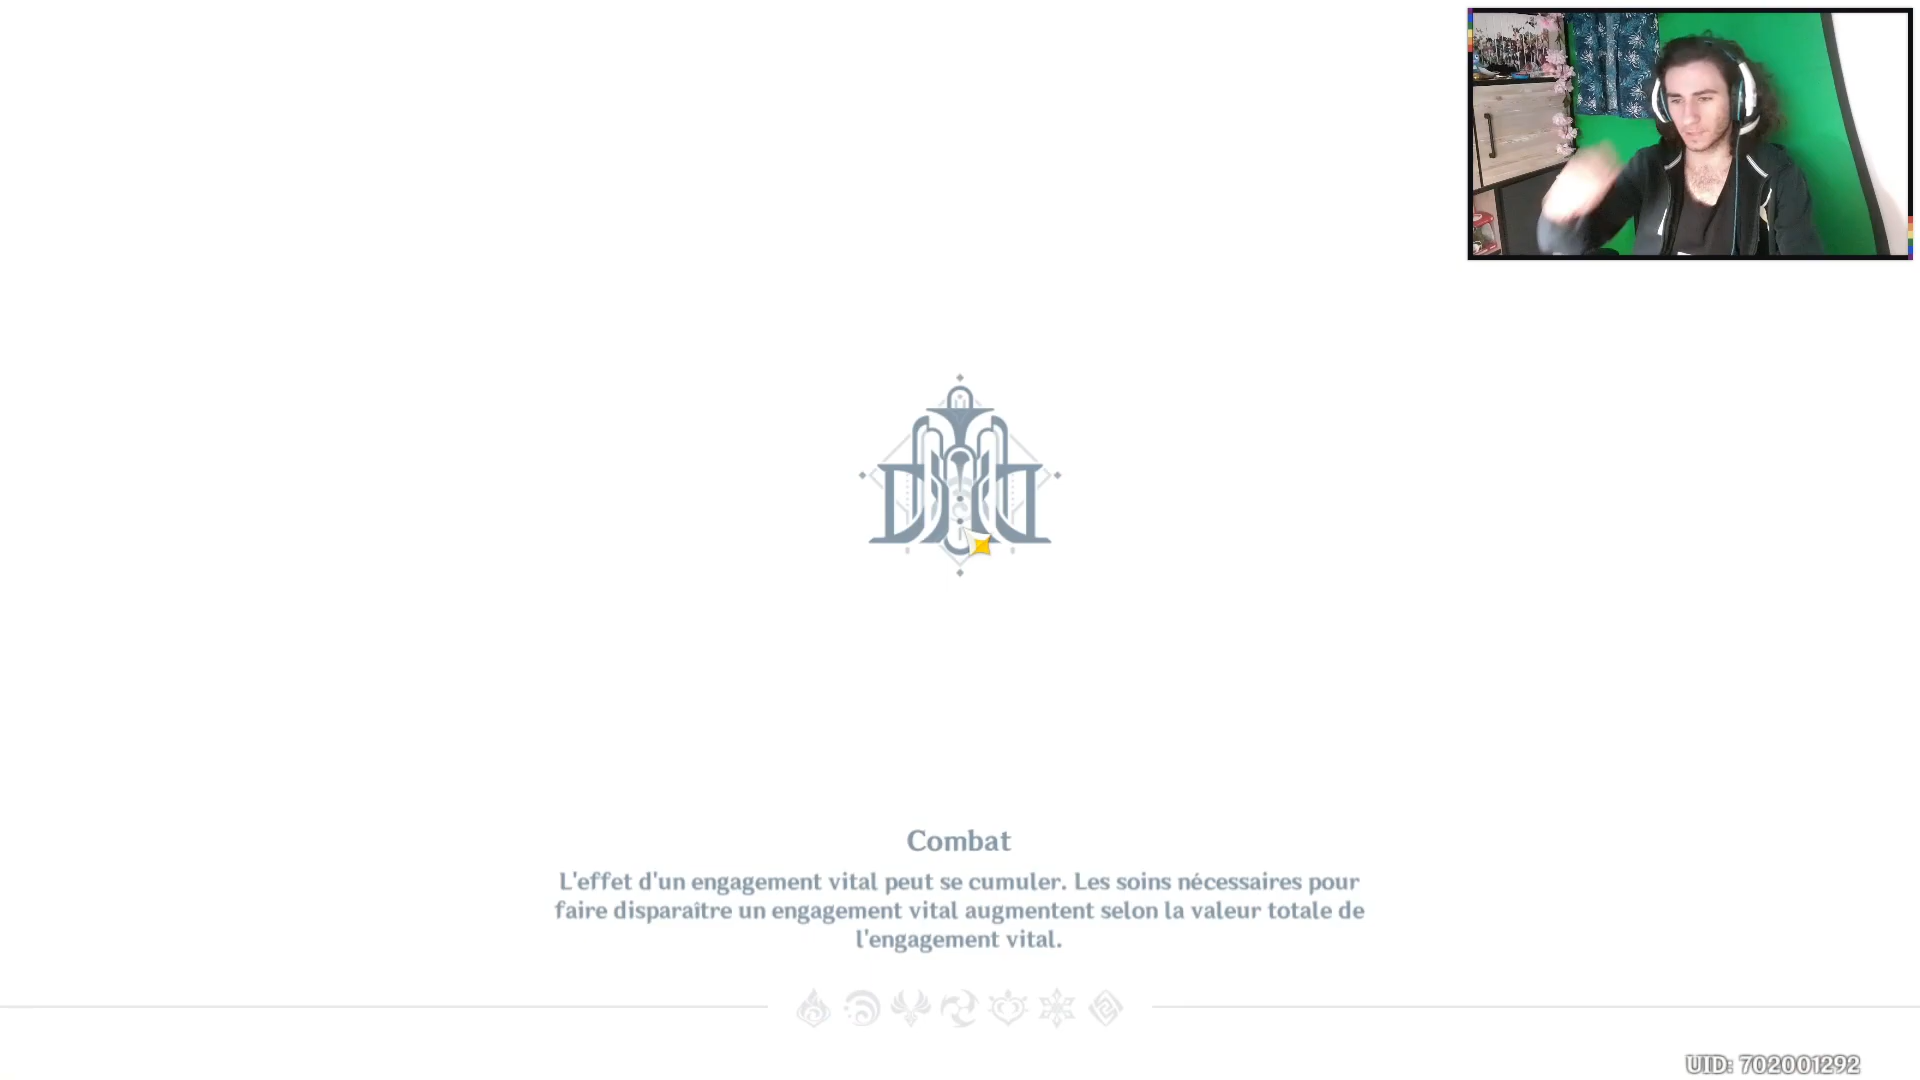 Combat
L'effet d'un engagement vital peut se cumuler. Les soins nécessaires pour
faire disparaître un engagement vital augmentent selon la valeur totale de
l'engagement vital.
UID: 702001292